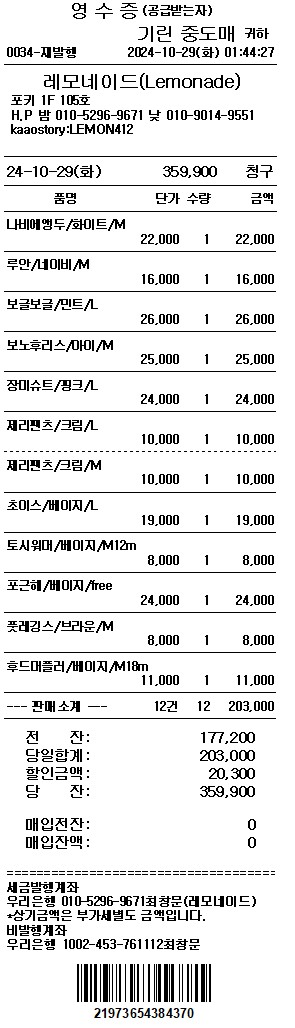 영 수 증(공급받는자)
기린 중도매 귀하
0034-재발행 2024-10-29(화) 01:44:27
레모네이드(Lemonade)
포키 1F 105호
H.P 밤 010-5296-9671 낮 010-9014-9551
kaaostory:LEMON412
24-10-29(화) 359,900 청구
품명 단가 수량 금액
나비에엥두/화이트/M
22,000 1 22,000
루안/네이비/M
16,000 1 16,000
보글보글/민트/L
26,000 1 26,000
보노후리스/아이/M
25,000 1 25,000
장미슈트/핑크/L
24,000 1 24,000
제리팬츠/크림/L
10,000 1 10,000
제리팬츠/크림/M
10,000 1 10,000
초이스/베이지/L
19,000 1 19,000
토시워머/베이지/M12m
8,000 1 8,000
포근해/베이지/free
24,000 1 24,000
풋레깅스/브라운/M
8,000 1 8,000
후드머플러/베이지/M18m
11,000 1 11,000
--- 판매 소계 --- 12건 12 203,000
전 잔: 177,200
당일합계: 203,000
할인금액: 20,300
당 잔: 359,900
매입전잔: 0
매입잔액: 0
====================================
세금발행계좌
우리은행 010-5296-9671최창문(레모네이드)
*상기금액은 부가세별도 금액입니다.
비발행계좌
우리은행 1002-453-761112최창문
21973654384370